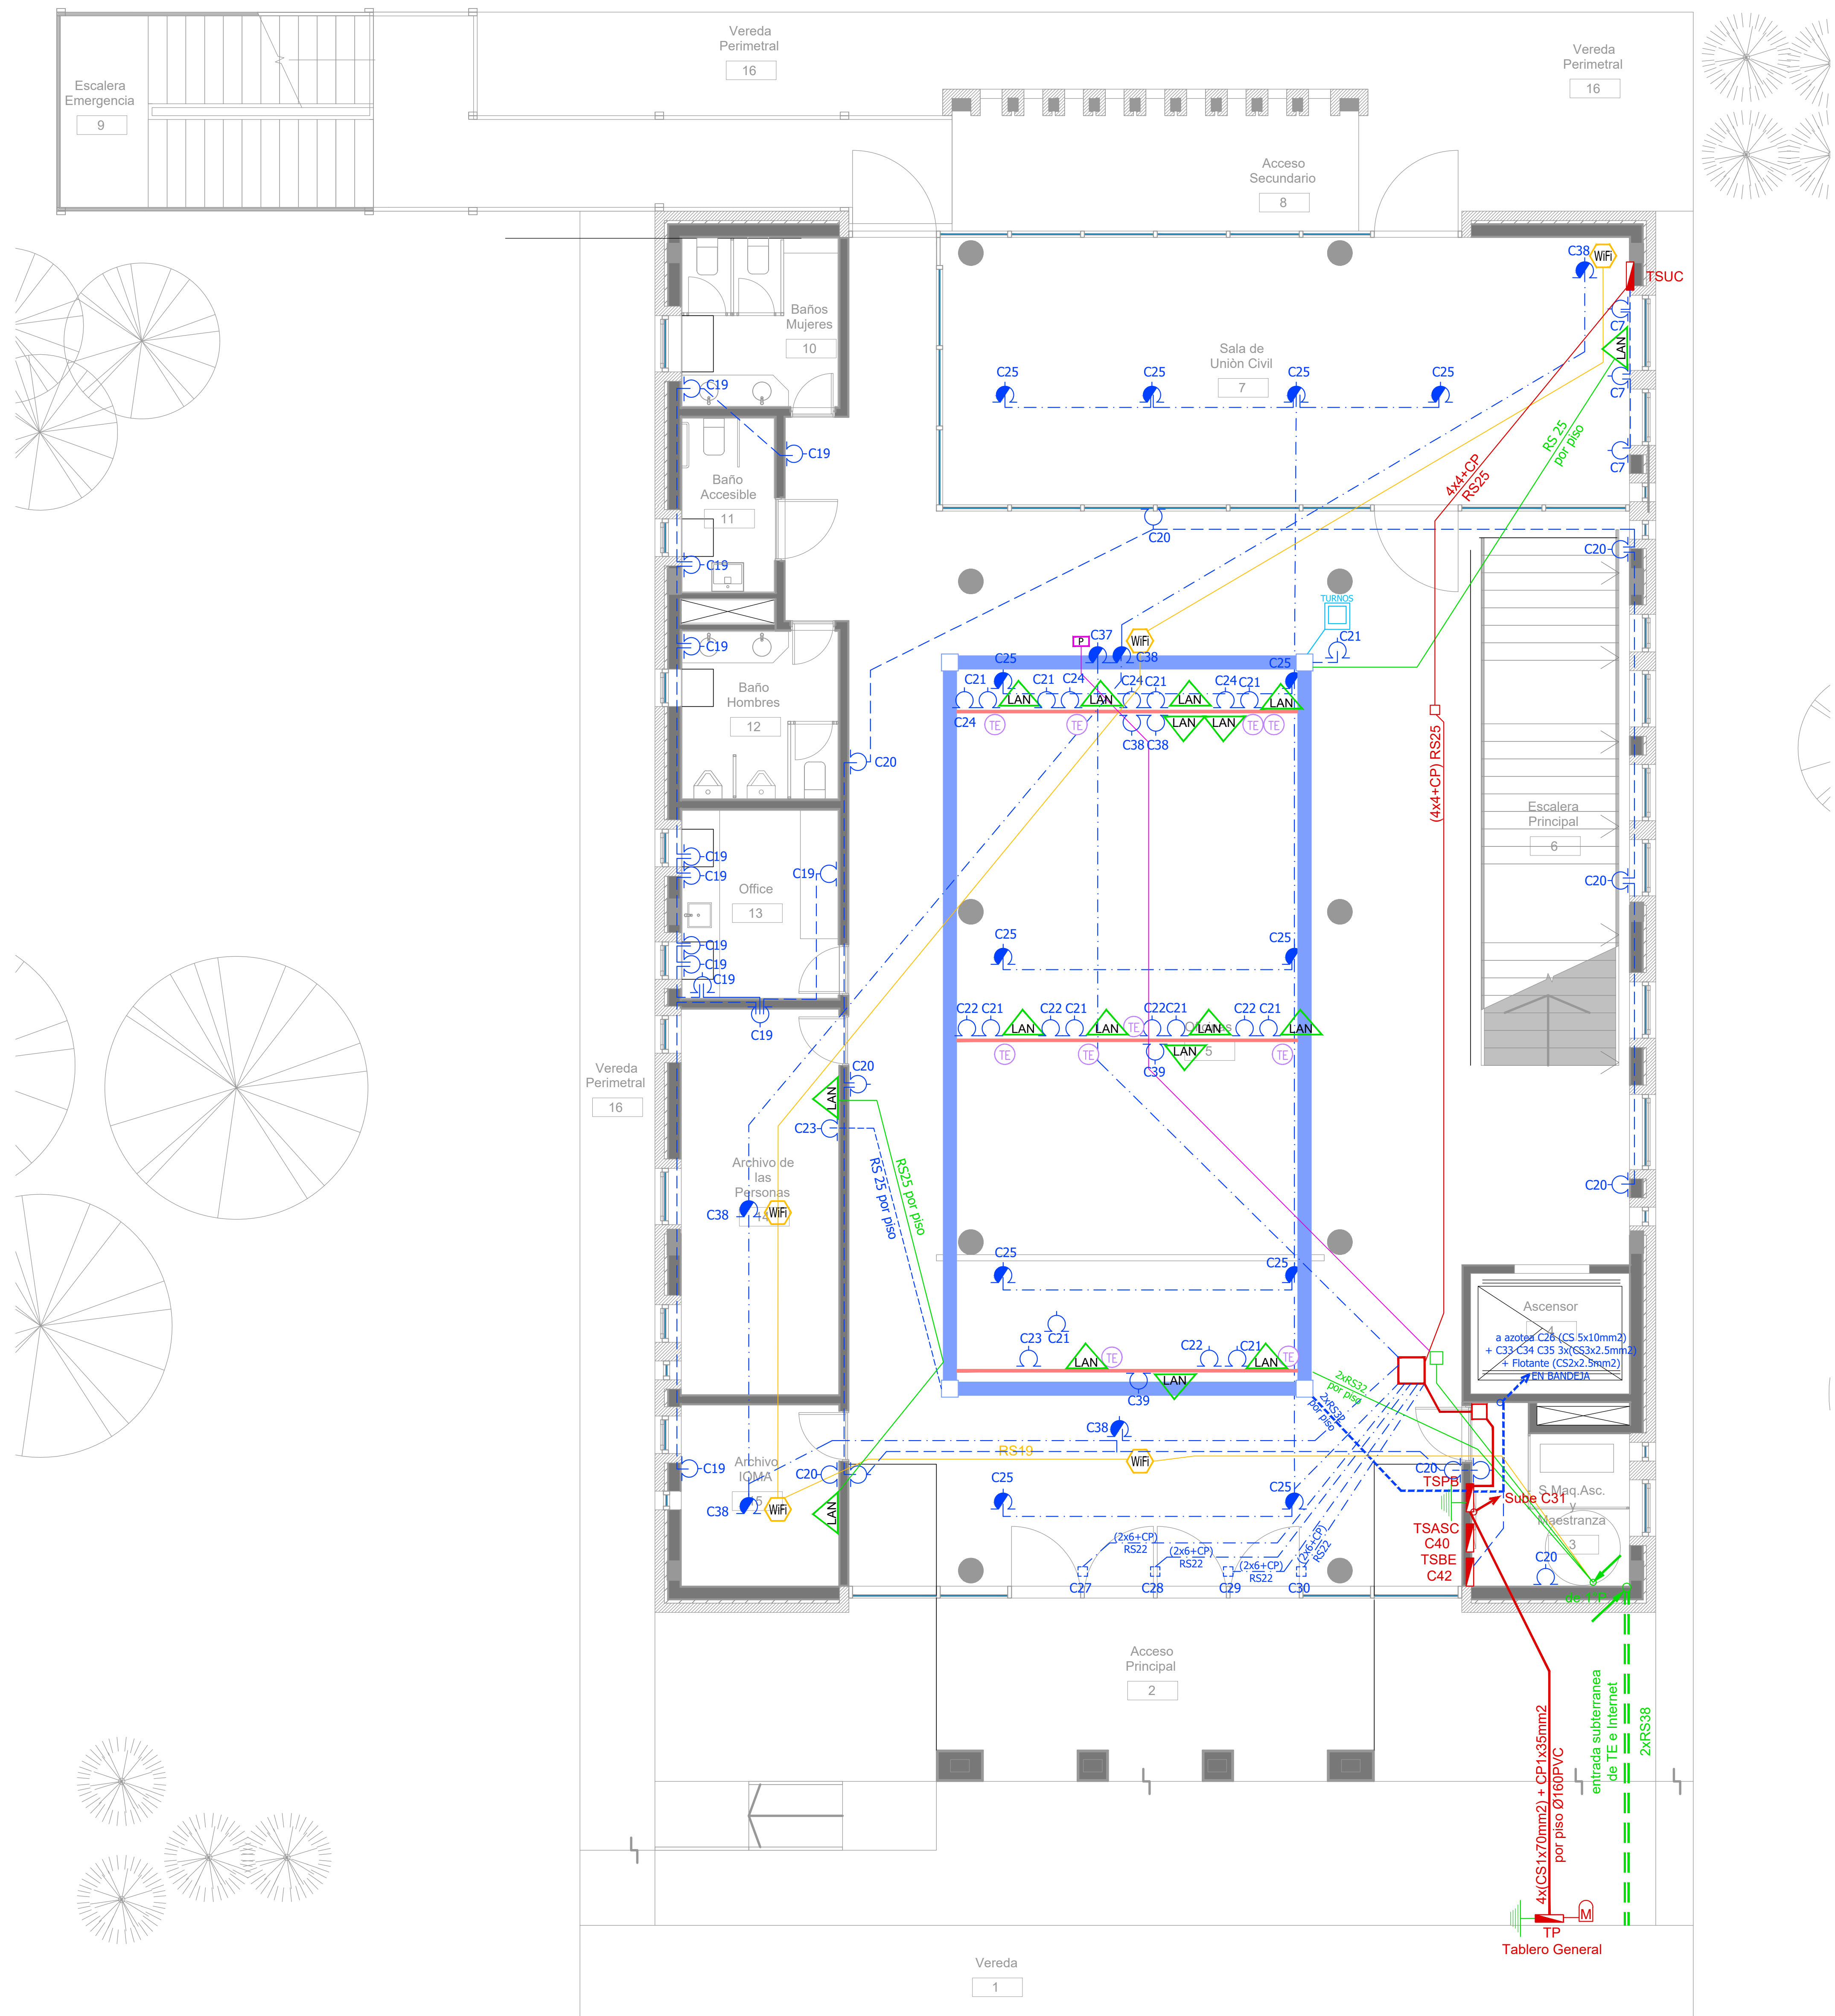 Vereda
Perimetral
16
Vereda
Perimetral
16
Escalera
Emergencia
9
Acceso
Secundario
8
C38
WiFi
TSUC
Baños
Mujeres
10
C7
LAN
Sala de
Uniòn Civil
7
C25
C25
C25
C25
C7
C19
C19
RS 25
por piso
C7
4x4+CP
RS25
Baño
Accesible
11
C20
C20
C19
TURNOS
C21
P
C37
WiFi
C38
C19
Baño
Hombres
12
C25
C25
C21
LAN
C21
C24
LAN
C24
C21
LAN
C24
C21
LAN
C24
TE
TE
LAN
LAN
TE
TE
C38
C38
C20
(4x4+CP) RS25
Escalera
Principal
6
C19
C19
Office
13
C19
C20
C19
C19
C19
C25
C25
C19
C22
C21
LAN
C22
C21
LAN
TE
C22
C21
LAN
C22
C21
LAN
5
TE
TE
LAN
TE
C39
Vereda
Perimetral
16
C20
LAN
C23
RS 25 por piso
RS25 por piso
Archivo de
las
Personas
C38
WiFi
C20
C25
C25
C23
C21
LAN
TE
C22
C21
LAN
TE
C39
LAN
Ascensor
a azotea C26 (CS 5x10mm2)
+ C33 C34 C35 3x(CS3x2.5mm2)
+ Flotante (CS2x2.5mm2)
EN BANDEJA
2xRS32
por piso
2xRS32
por piso
C38
RS19
WiFi
C19
Archivo
IOMA
15
C20
C38
WiFi
LAN
C25
C25
C20
TSPB
Sube C31
S.Maq.Asc.
y
Maestranza
3
TSASC
C40
TSBE
C42
C20
(2x6+CP)
RS22
(2x6+CP)
RS22
(2x6+CP)
RS22
(2x6+CP)
RS22
C27
C28
C29
C30
Acceso
Principal
2
4x(CS1x70mm2) + CP1x35mm2
por piso Ø160PVC
entrada subterranea
de TE e Internet
2xRS38
M
TP
Tablero General
Vereda
1